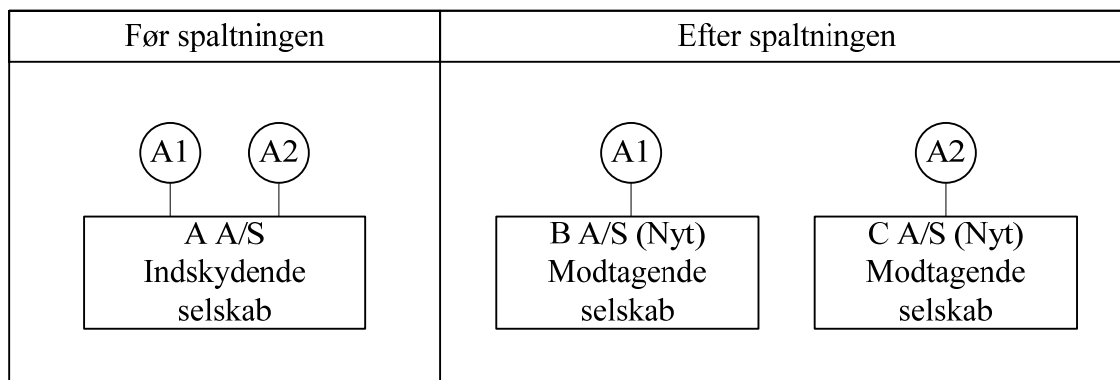 Før spaltningen
Efter spaltningen
A1 A2
A A/S
Indskydende
selskab
A1
B A/S (Nyt)
Modtagende
selskab
A2
C A/S (Nyt)
Modtagende
selskab